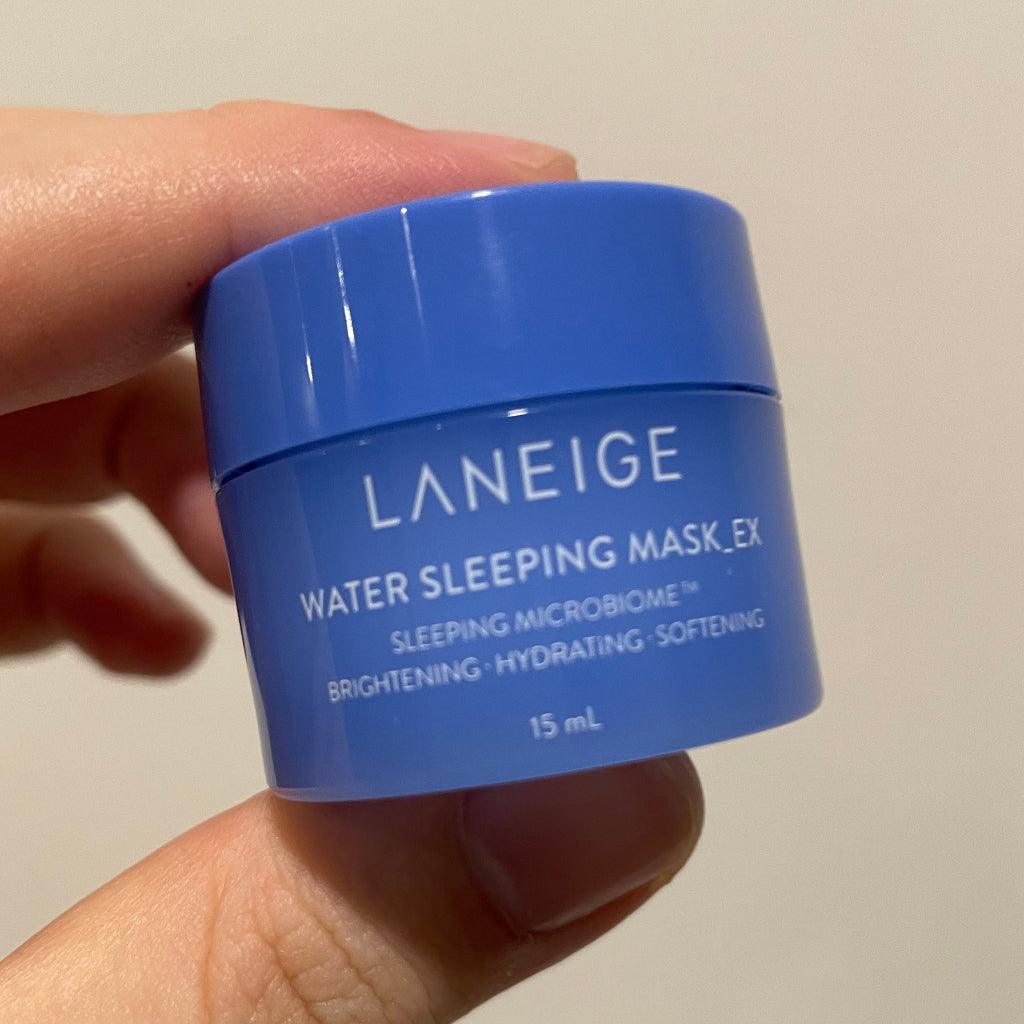 LANEIGE
WATER SLEEPING MASK_EX
SLEEPING MICROBIOME™
BRIGHTENING · HYDRATING · SOFTENING
15 mL